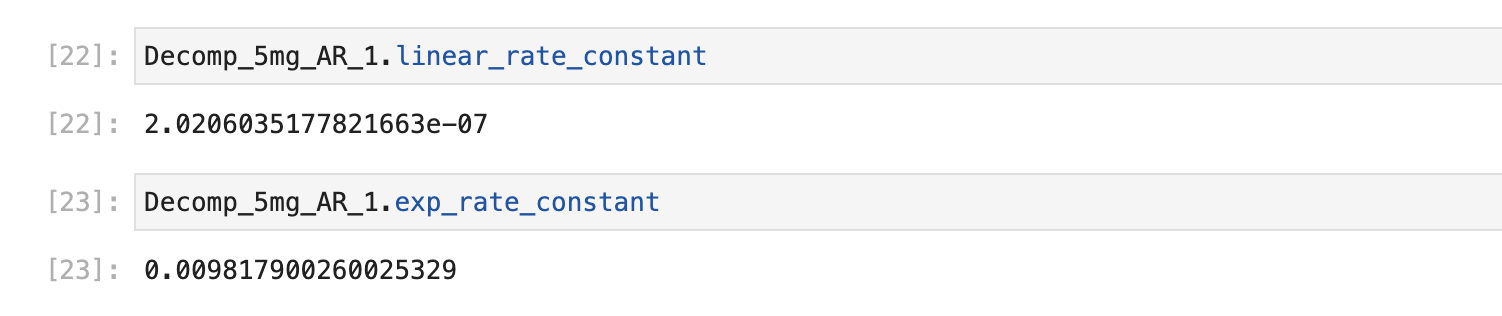 [22]: Decomp_5mg_AR_1.linear_rate_constant
[22]: 2.0206035177821663e-07
[23]: Decomp_5mg_AR_1.exp_rate_constant
[23]: 0.009817900260025329